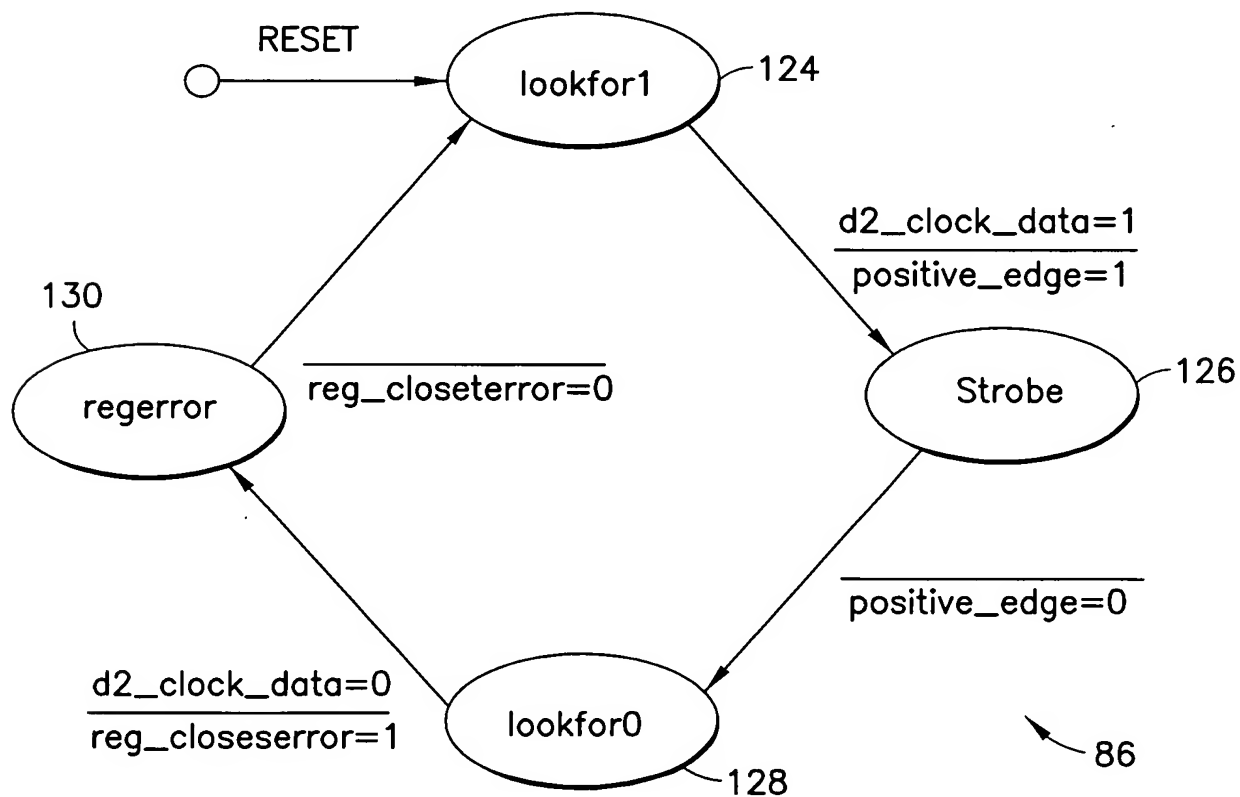 RESET
lookfor1
124
d2_clock_data=1
positive_edge=1
130
reg_closeterror=0
regerror
Strobe
126
positive_edge=0
d2_clock_data=0
reg_closeserror=1
lookfor0
128
86